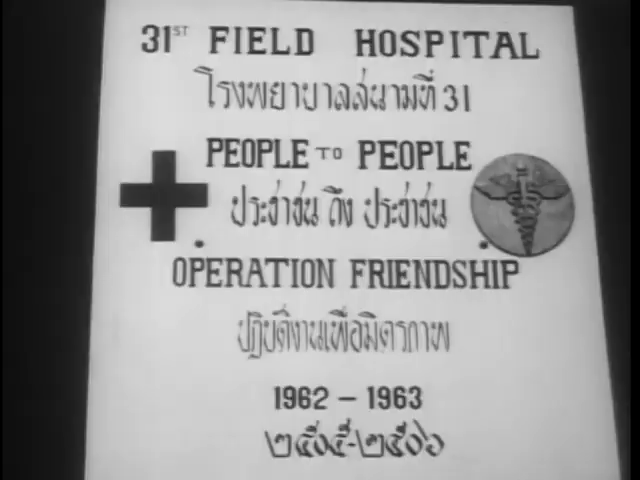 31ST FIELD HOSPITAL
โรงพยาบาลสนามที่ 31
PEOPLE TO PEOPLE
ประชาชน ถึง ประชาชน
OPERATION FRIENDSHIP
ปฏิบัติงานเพื่อมิตรภาพ
1962 – 1963
๒๕๐๕-๒๕๐๖